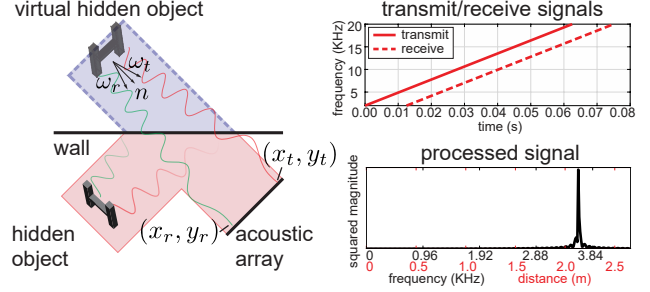 virtual hidden object
ω_t
ω_r
n
wall
(x_t, y_t)
(x_r, y_r)
hidden
object
acoustic
array
transmit/receive signals
frequency (KHz)
20
15
10
5
transmit
receive
0.00 0.01 0.02 0.03 0.04 0.05 0.06 0.07 0.08
time (s)
processed signal
squared magnitude
0 0.96 1.92 2.88 3.84
0 0.5 1.0 1.5 2.0 2.5
frequency (KHz) distance (m)